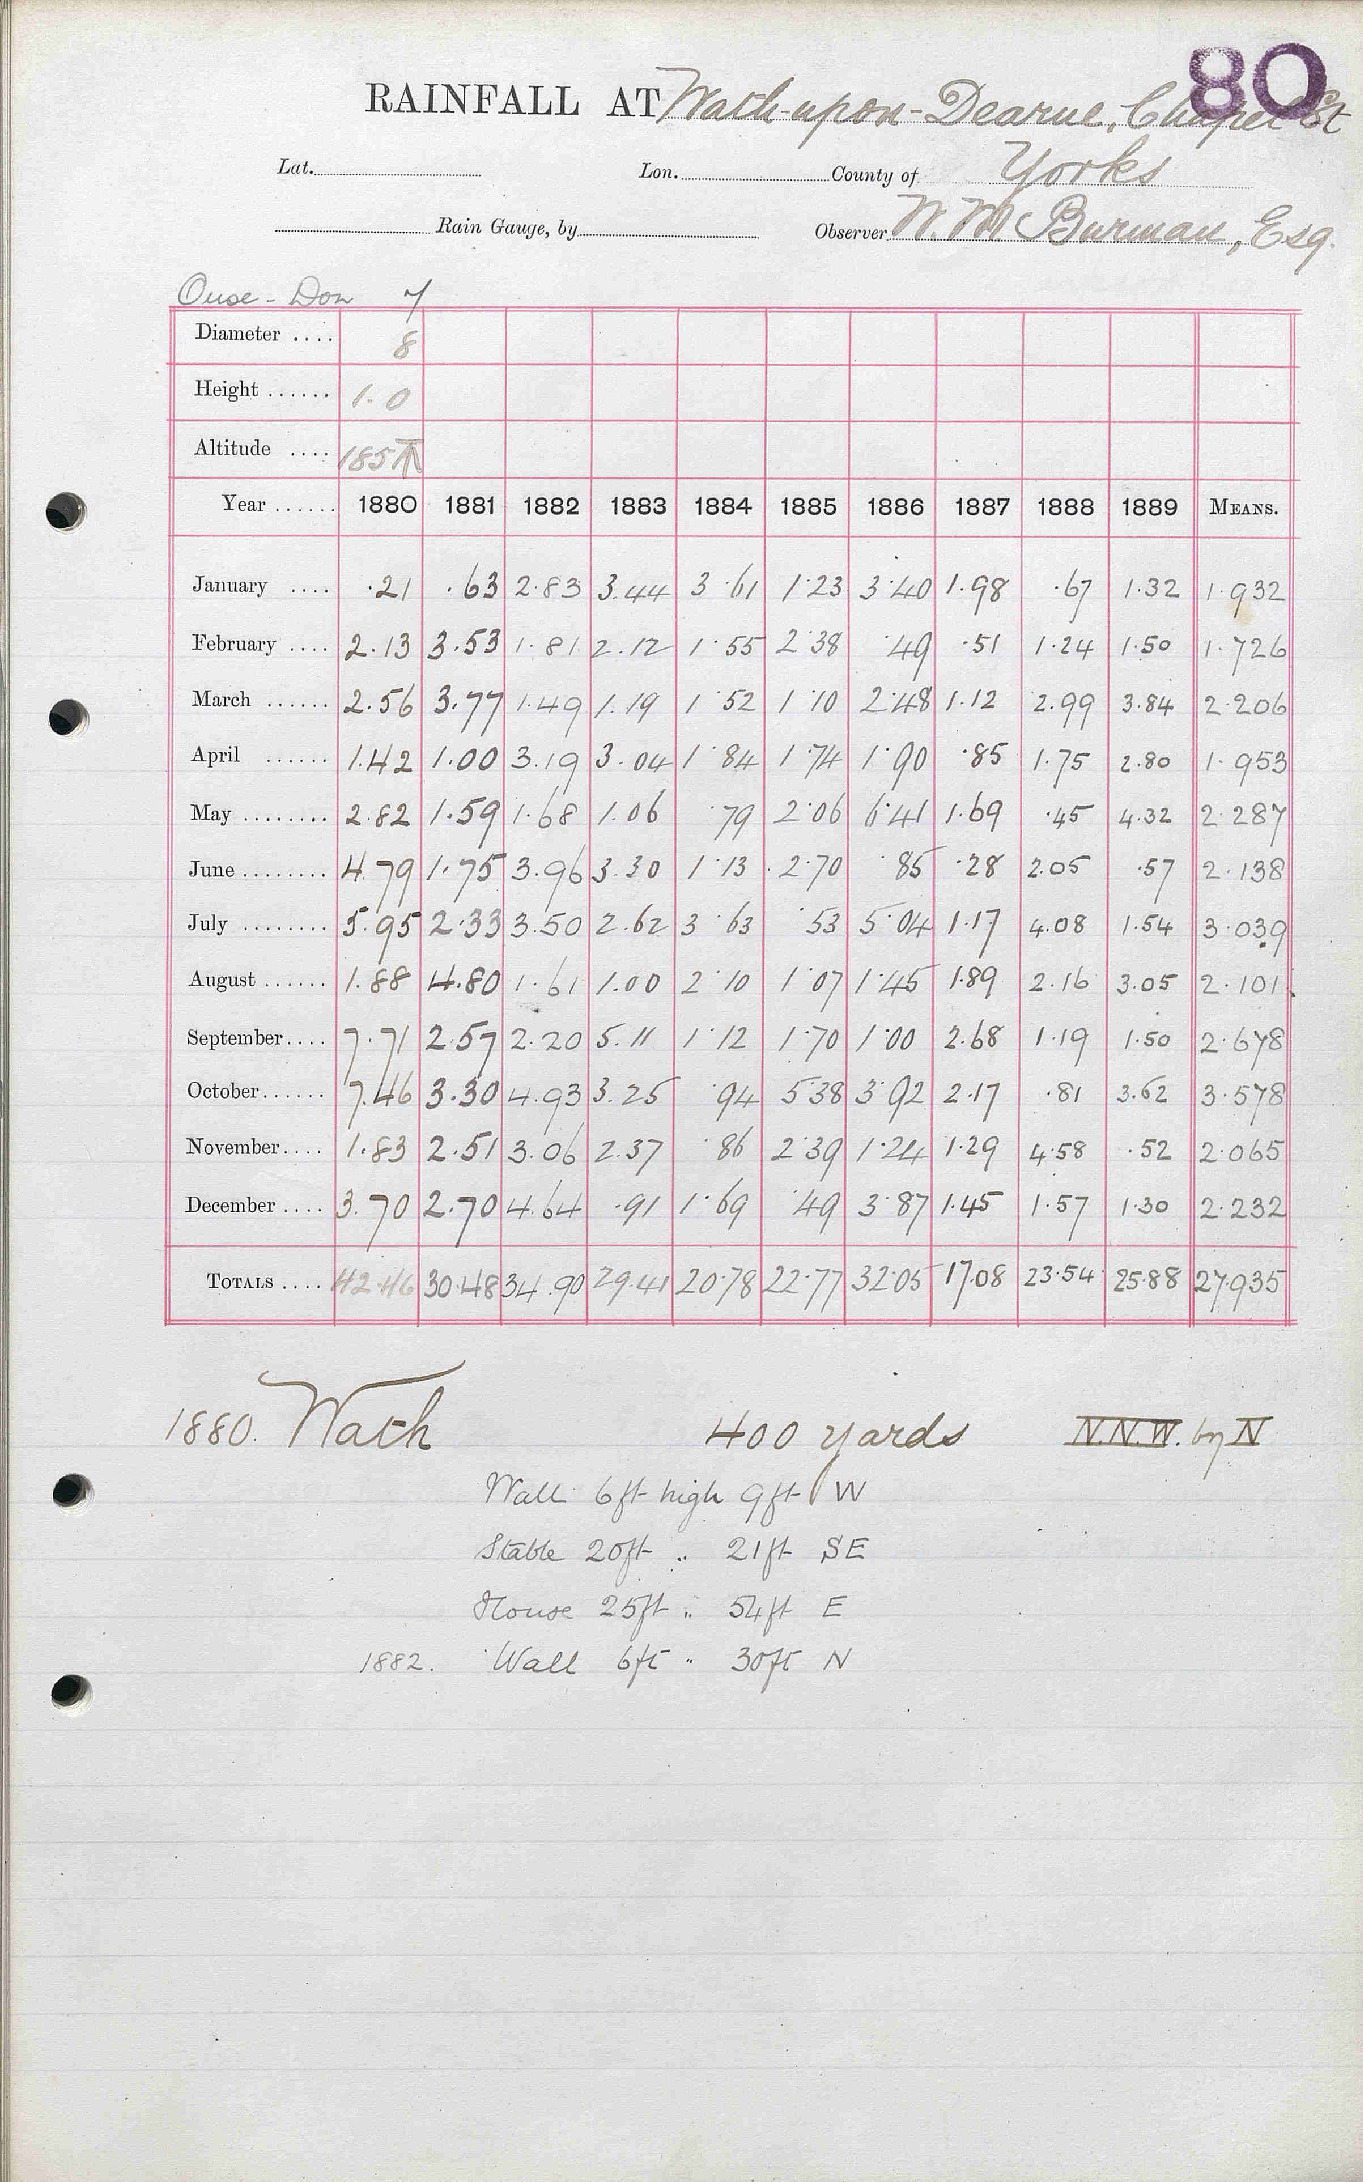 80
RAINFALL AT Wath-upon-Dearne, Chapel St
Lat. Lon. County of Yorks
Rain Gauge, by Observer W. M. Burman, Esq.
Ouse - Don 7
Diameter .... 8
Height ...... 1.0
Altitude .... 185
Year ...... 1880 1881 1882 1883 1884 1885 1886 1887 1888 1889 MEANS.
January .... .21 .63 2.83 3.44 3.61 1.23 3.40 1.98 .67 1.32 1.932
February .... 2.13 3.53 1.81 2.12 1.55 2.38 .49 .51 1.24 1.50 1.726
March ...... 2.56 3.77 1.49 1.19 1.52 1.10 2.48 1.12 2.99 3.84 2.206
April ...... 1.42 1.00 3.19 3.04 1.84 1.74 1.90 .85 1.75 2.80 1.953
May ........ 2.82 1.59 1.68 1.06 .79 2.06 6.41 1.69 .45 4.32 2.287
June ........ 4.79 1.75 3.96 3.30 1.13 2.70 .85 .28 2.05 .57 2.138
July ........ 5.95 2.33 3.50 2.62 3.63 .53 5.04 1.17 4.08 1.54 3.039
August ...... 1.88 4.80 1.61 1.00 2.10 1.07 1.45 1.89 2.16 3.05 2.101
September.... 7.71 2.57 2.20 5.11 1.12 1.70 1.00 2.68 1.19 1.50 2.678
October...... 7.46 3.30 4.93 3.25 .94 5.38 3.92 2.17 .81 3.62 3.578
November.... 1.83 2.51 3.06 2.37 .86 2.39 1.24 1.29 4.58 .52 2.065
December .... 3.70 2.70 4.64 .91 1.69 .49 3.87 1.45 1.57 1.30 2.232
TOTALS .... 42.46 30.48 34.90 29.41 20.78 22.77 32.05 17.08 23.54 25.88 27.935
1880. Wath 400 yards N.N.W. by N
Wall 6ft high 9ft W
Stable 20ft " 21ft SE
House 25ft " 54ft E
1882. Wall 6ft " 30ft N